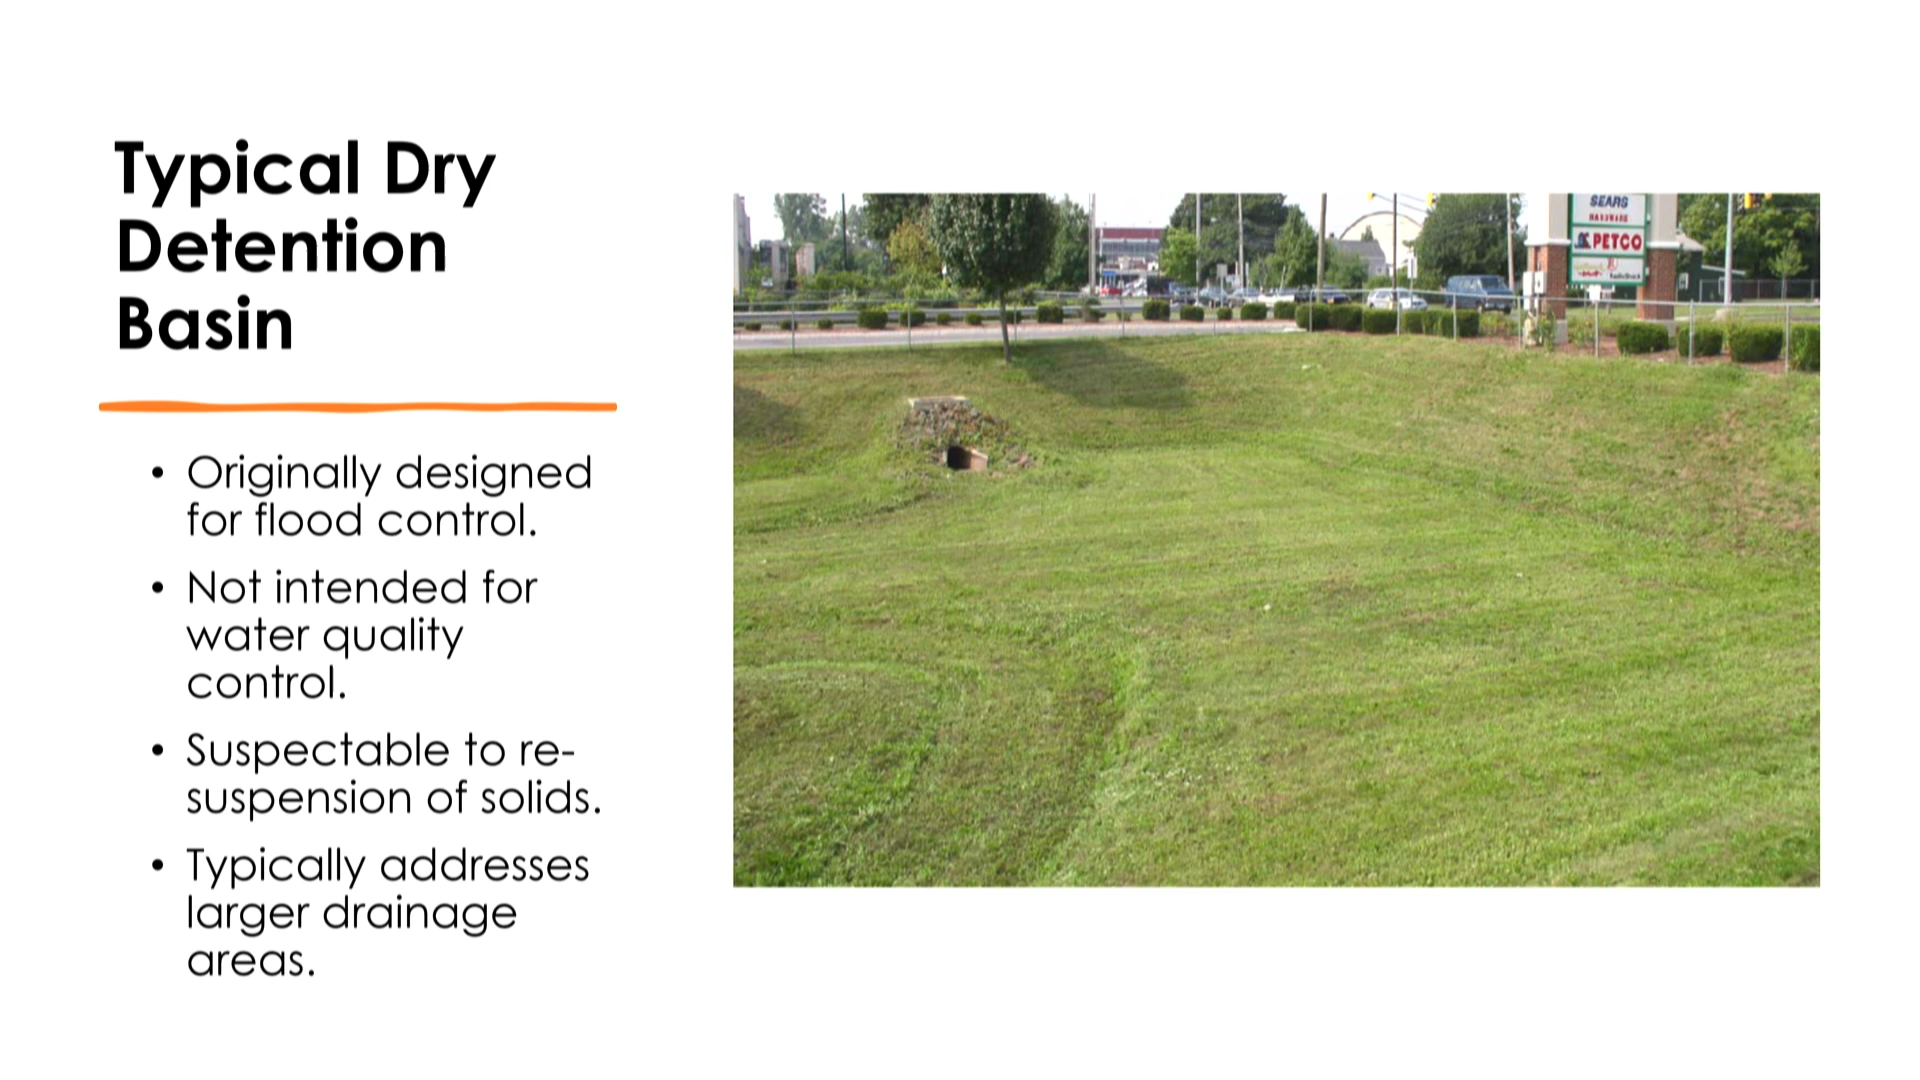 Typical Dry
Detention
Basin
• Originally designed
for flood control.
• Not intended for
water quality
control.
• Suspectable to re-
suspension of solids.
• Typically addresses
larger drainage
areas.
SEARS
HARDWARE
PETCO
RadioShack